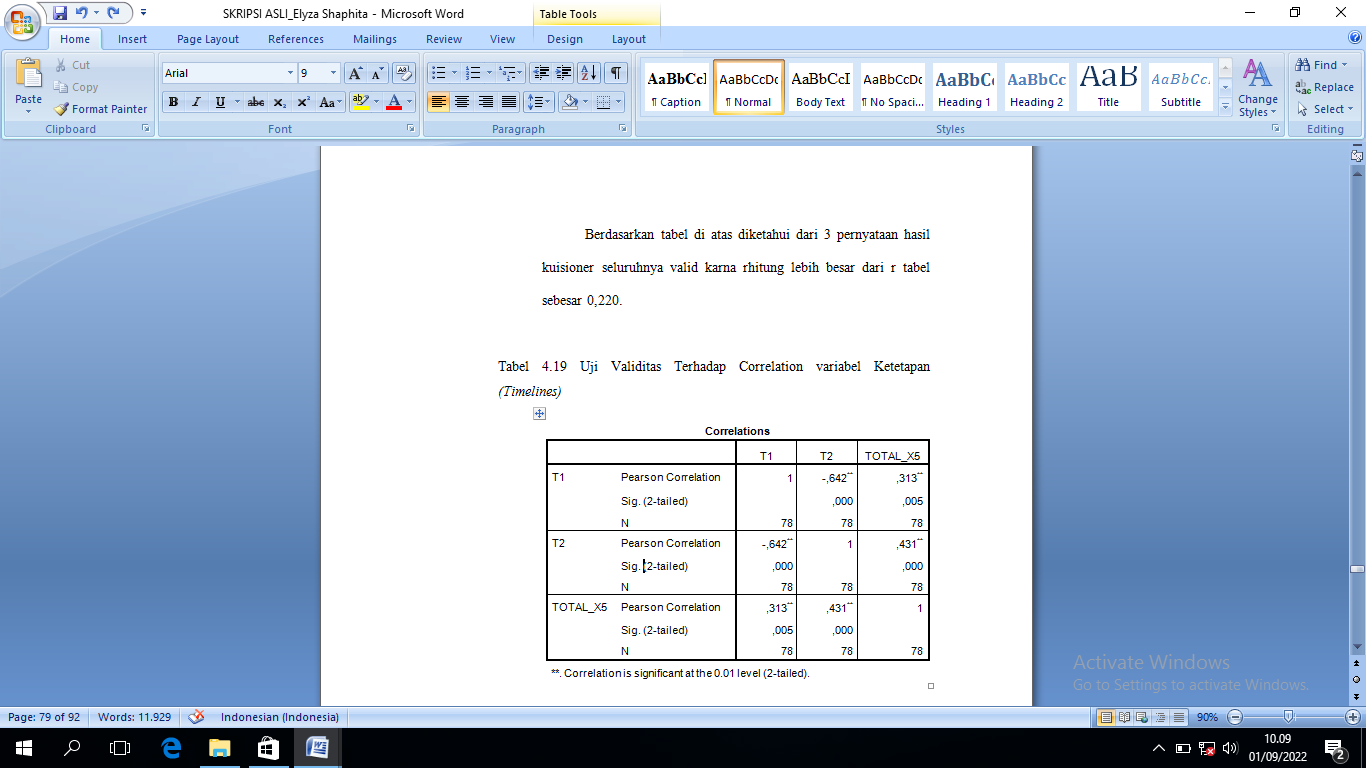 SKRIPSI ASLI_Elyza Shaphita - Microsoft Word
Table Tools
Home Insert Page Layout References Mailings Review View Design Layout
Paste
Cut
Copy
Format Painter
Clipboard
Arial 9
B I U abc x₂ x² Aa
Font
Paragraph
AaBbCcI AaBbCcDc AaBbCcI AaBbCcDc AaBbC AaBbCc AaB AaBbCc.
¶ Caption ¶ Normal Body Text ¶ No Spaci... Heading 1 Heading 2 Title Subtitle
Change
Styles
Styles
Find
Replace
Select
Editing
Berdasarkan tabel di atas diketahui dari 3 pernyataan hasil
kuisioner seluruhnya valid karna rhitung lebih besar dari r tabel
sebesar 0,220.
Tabel 4.19 Uji Validitas Terhadap Correlation variabel Ketetapan
(Timelines)
Correlations
T1 T2 TOTAL_X5
T1 Pearson Correlation 1 -,642** ,313**
Sig. (2-tailed) ,000 ,005
N 78 78 78
T2 Pearson Correlation -,642** 1 ,431**
Sig. (2-tailed) ,000 ,000
N 78 78 78
TOTAL_X5 Pearson Correlation ,313** ,431** 1
Sig. (2-tailed) ,005 ,000
N 78 78 78
**. Correlation is significant at the 0.01 level (2-tailed).
Activate Windows
Go to Settings to activate Windows.
Page: 79 of 92 Words: 11.929 Indonesian (Indonesia) 90%
10.09
01/09/2022
2